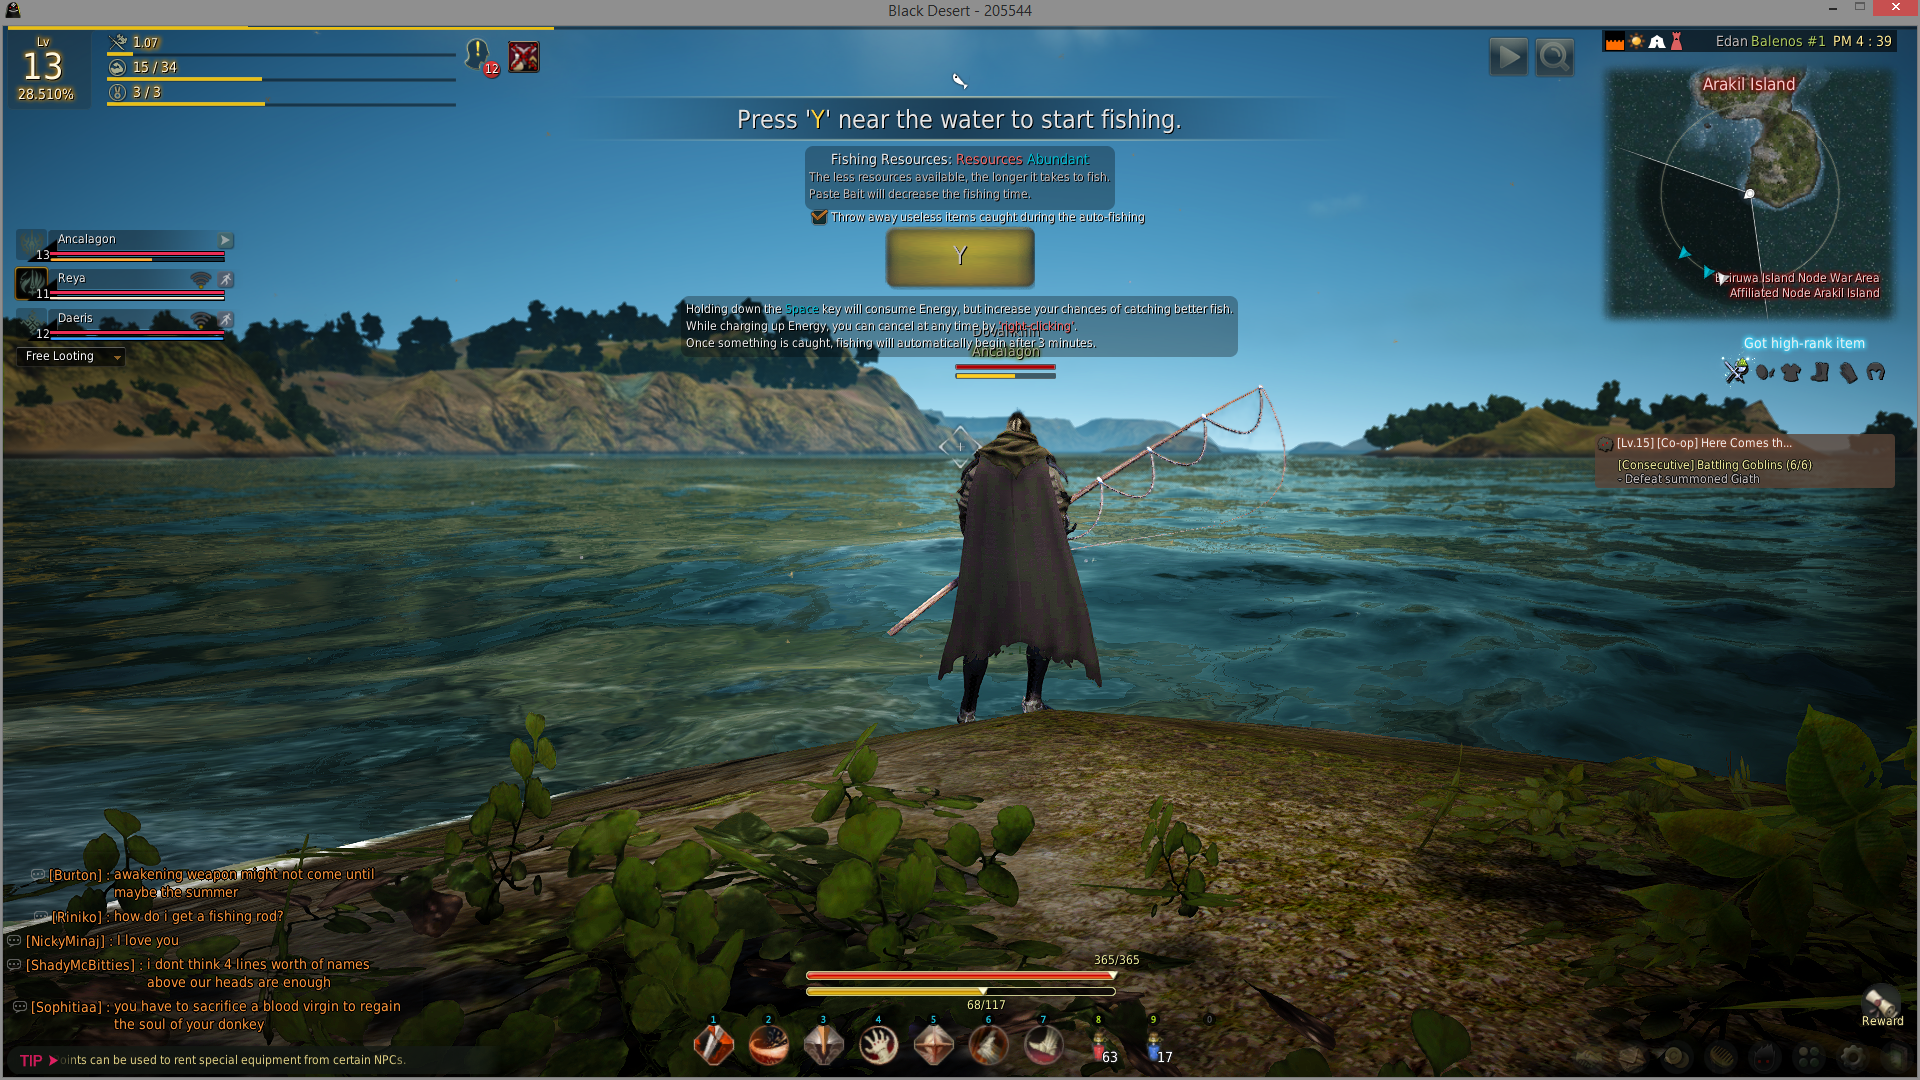 Black Desert - 205544
Lv
13
28.510%
1.07
15 / 34
3 / 3
12
Edan Balenos #1 PM 4 : 39
Arakil Island
Press 'Y' near the water to start fishing.
Fishing Resources: Resources Abundant
The less resources available, the longer it takes to fish.
Paste Bait will decrease the fishing time.
Throw away useless items caught during the auto-fishing
Y
Holding down the Space key will consume Energy, but increase your chances of catching better fish.
While charging up Energy, you can cancel at any time by 'right-clicking'.
Once something is caught, fishing will automatically begin after 3 minutes.
Ancalagon
Ancalagon
13
Reya
11
Daeris
12
Free Looting
Island Node War Area
Affiliated Node Arakil Island
Got high-rank item
[Lv.15] [Co-op] Here Comes th...
[Consecutive] Battling Goblins (6/6)
- Defeat summoned Giath
[Burton] : awakening weapon might not come until
maybe the summer
[Riniko] : how do i get a fishing rod?
[NickyMinaj] : I love you
[ShadyMcBitties] : i dont think 4 lines worth of names
above our heads are enough
[Sophitiaa] : you have to sacrifice a blood virgin to regain
the soul of your donkey
TIP
can be used to rent special equipment from certain NPCs.
365/365
68/117
1 2 3 4 5 6 7 8 9 0
63
17
Reward